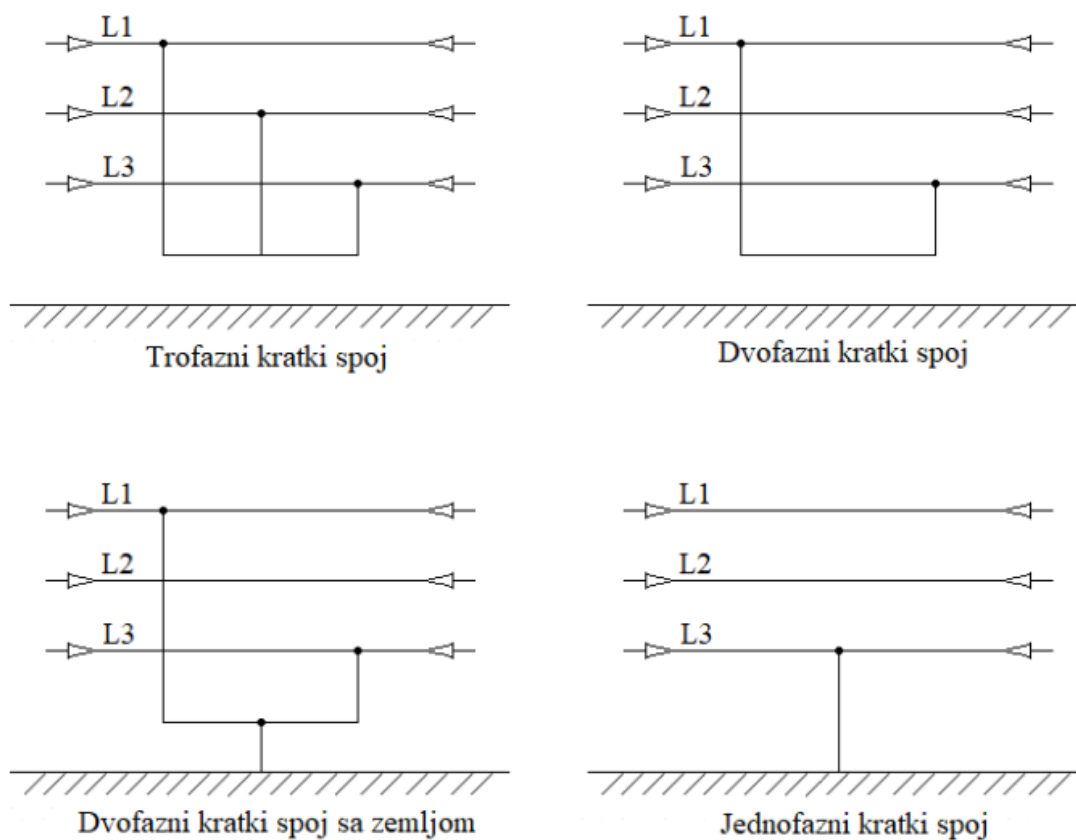 L1
L2
L3
Trofazni kratki spoj
L1
L2
L3
Dvofazni kratki spoj
L1
L2
L3
Dvofazni kratki spoj sa zemljom
L1
L2
L3
Jednofazni kratki spoj